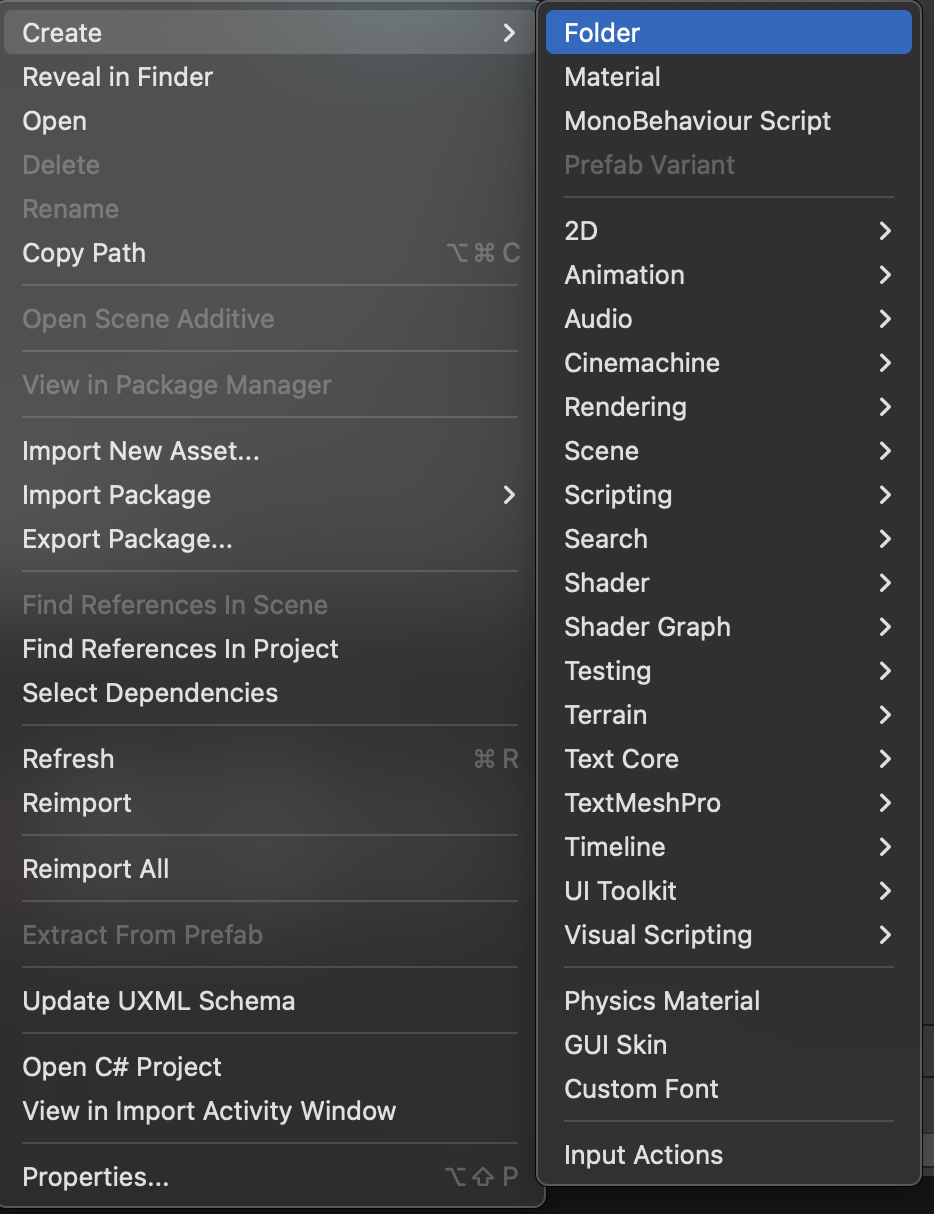 Create
Reveal in Finder
Open
Delete
Rename
Copy Path ⌥⌘C
Open Scene Additive
View in Package Manager
Import New Asset...
Import Package
Export Package...
Find References In Scene
Find References In Project
Select Dependencies
Refresh ⌘R
Reimport
Reimport All
Extract From Prefab
Update UXML Schema
Open C# Project
View in Import Activity Window
Properties... ⌥⇧P
Folder
Material
MonoBehaviour Script
Prefab Variant
2D
Animation
Audio
Cinemachine
Rendering
Scene
Scripting
Search
Shader
Shader Graph
Testing
Terrain
Text Core
TextMeshPro
Timeline
UI Toolkit
Visual Scripting
Physics Material
GUI Skin
Custom Font
Input Actions